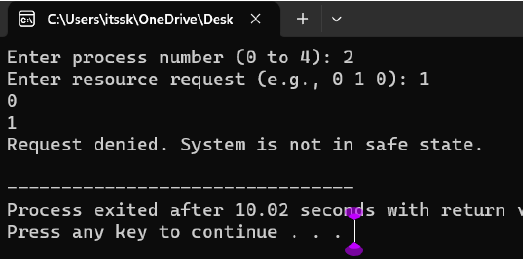 C:\Users\itssk\OneDrive\Desk
Enter process number (0 to 4): 2
Enter resource request (e.g., 0 1 0): 1
0
1
Request denied. System is not in safe state.
--------------------------------
Process exited after 10.02 seconds with return v
Press any key to continue . . .